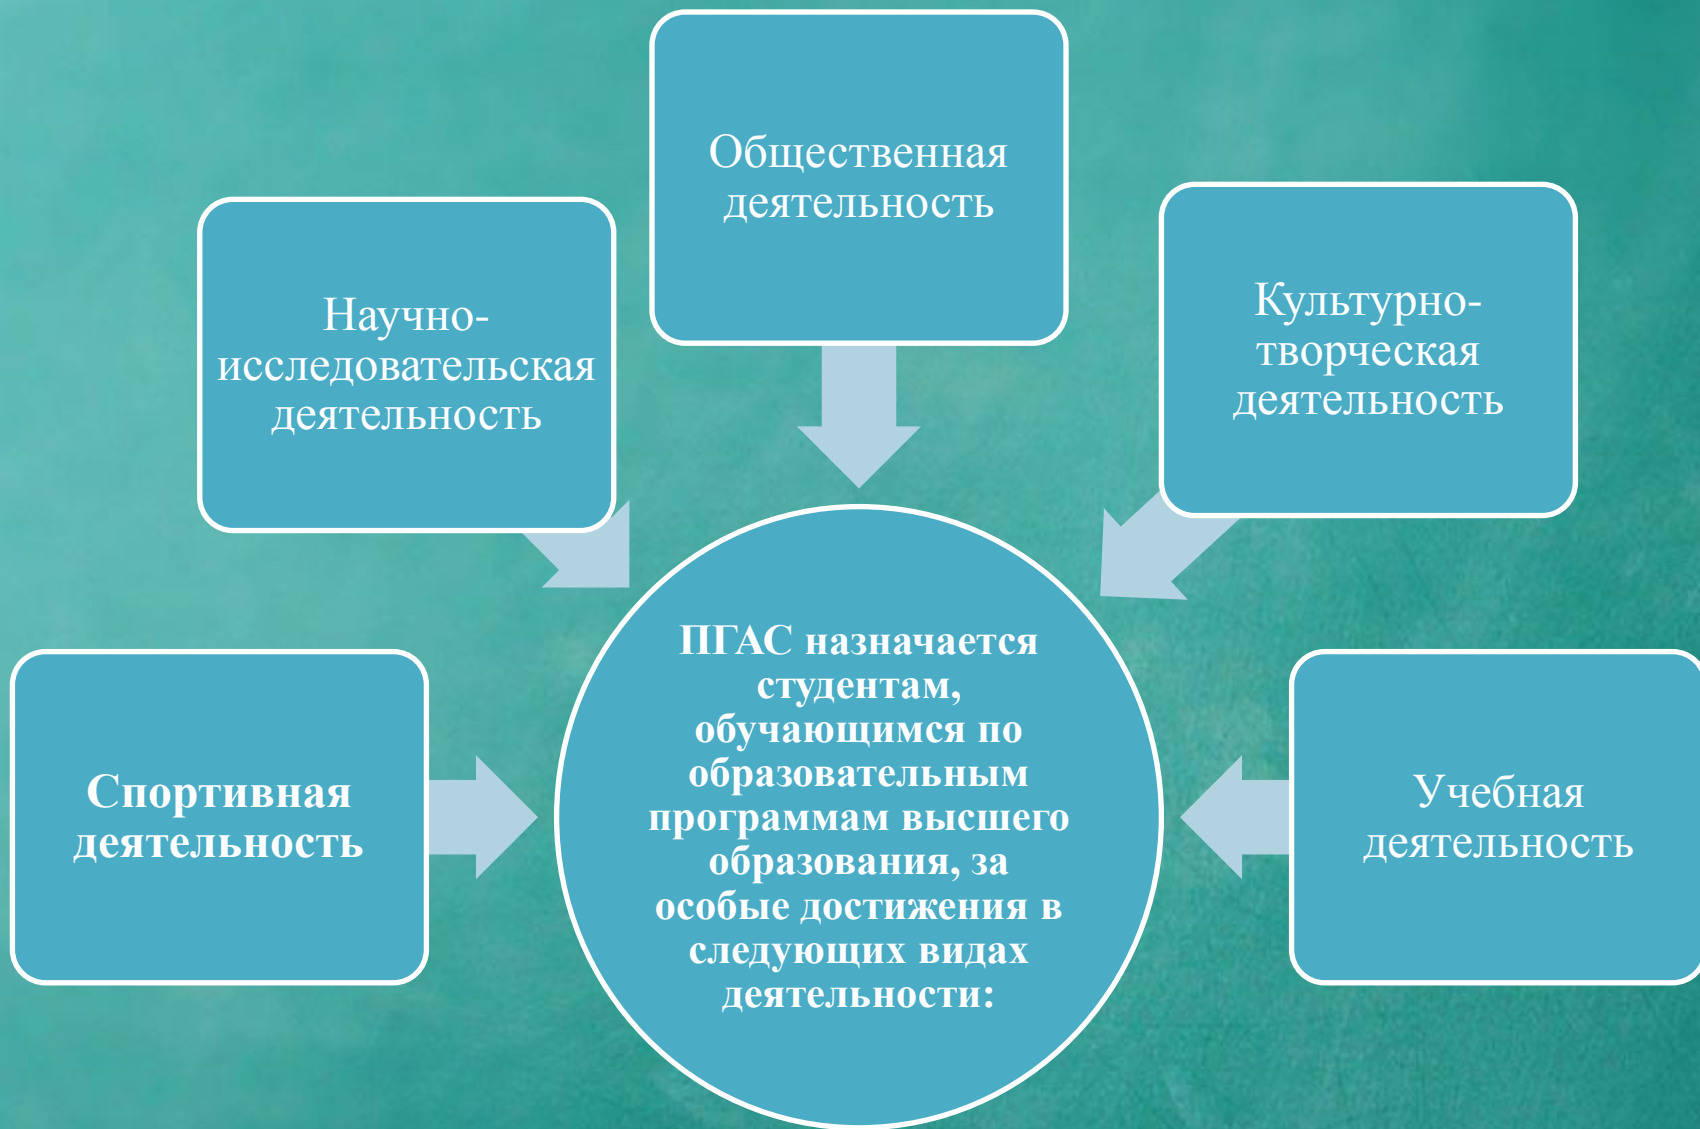 Общественная
деятельность
Научно-
исследовательская
деятельность
Культурно-
творческая
деятельность
Спортивная
деятельность
ПГАС назначается
студентам,
обучающимся по
образовательным
программам высшего
образования, за
особые достижения в
следующих видах
деятельности:
Учебная
деятельность